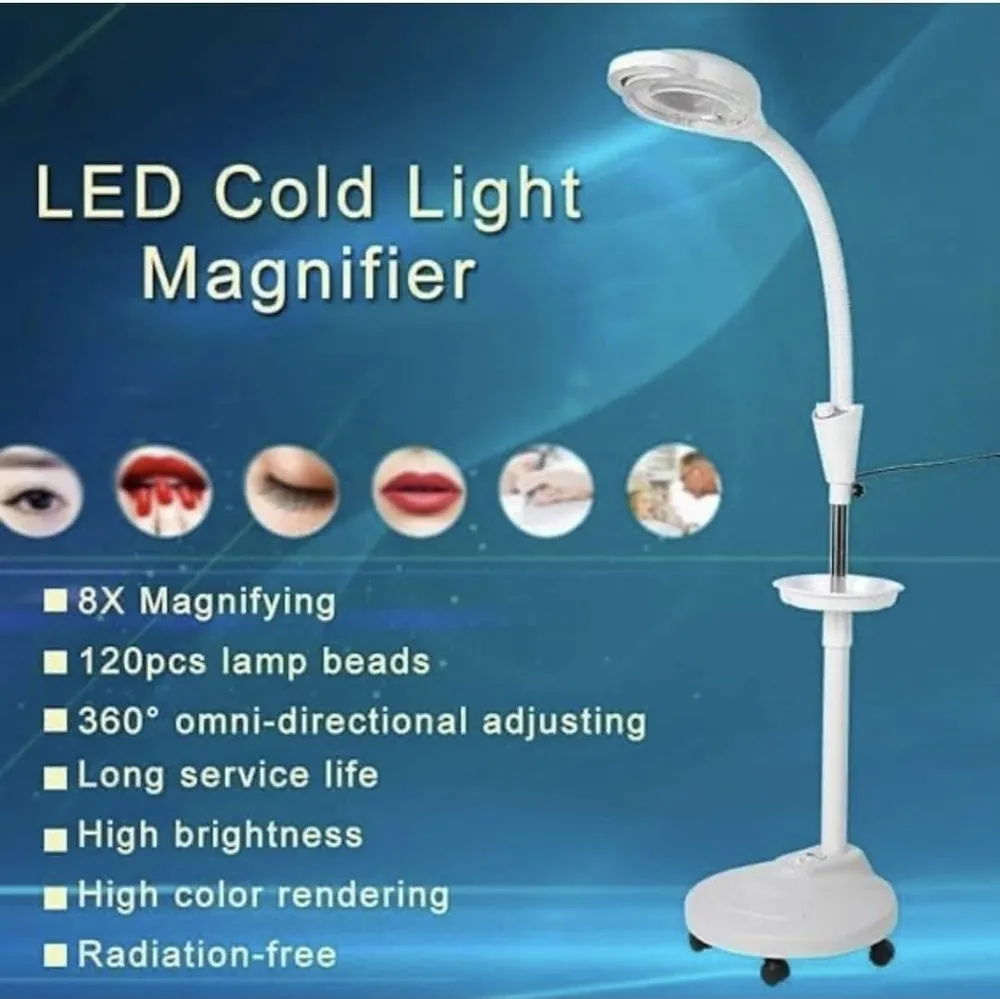 LED Cold Light
Magnifier
8X Magnifying
120pcs lamp beads
360° omni-directional adjusting
Long service life
High brightness
High color rendering
Radiation-free